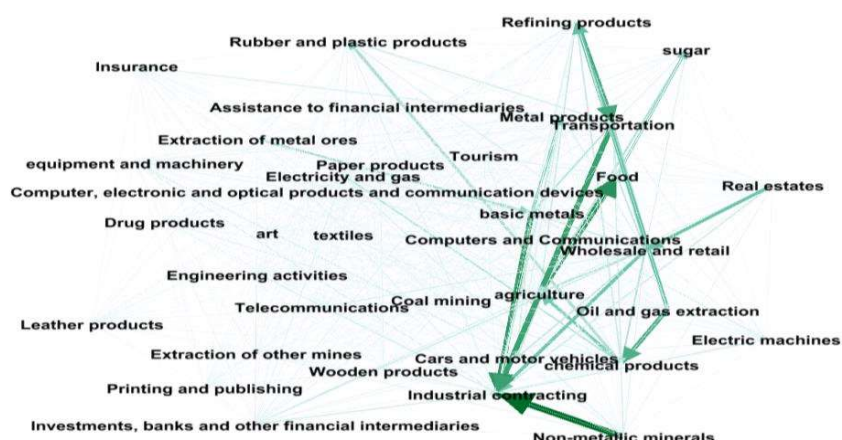 Refining products
Rubber and plastic products
sugar
Insurance
Assistance to financial intermediaries
Metal products
Transportation
Extraction of metal ores
Tourism
equipment and machinery
Paper products
Electricity and gas
Food
Real estates
Computer, electronic and optical products and communication devices
basic metals
Drug products
art
textiles
Computers and Communications
Wholesale and retail
Engineering activities
agriculture
Coal mining
Telecommunications
Oil and gas extraction
Leather products
Electric machines
Extraction of other mines
Cars and motor vehicles
chemical products
Wooden products
Printing and publishing
Industrial contracting
Investments, banks and other financial intermediaries
Non-metallic minerals